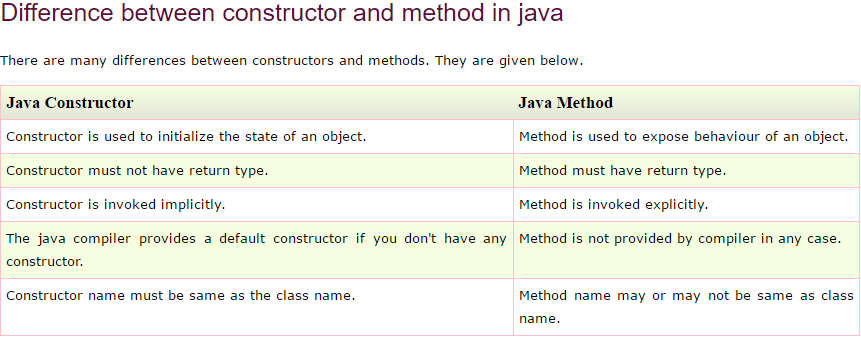 Difference between constructor and method in java
There are many differences between constructors and methods. They are given below.
Java Constructor
Java Method
Constructor is used to initialize the state of an object.
Method is used to expose behaviour of an object.
Constructor must not have return type.
Method must have return type.
Constructor is invoked implicitly.
Method is invoked explicitly.
The java compiler provides a default constructor if you don't have any
constructor.
Method is not provided by compiler in any case.
Constructor name must be same as the class name.
Method name may or may not be same as class
name.